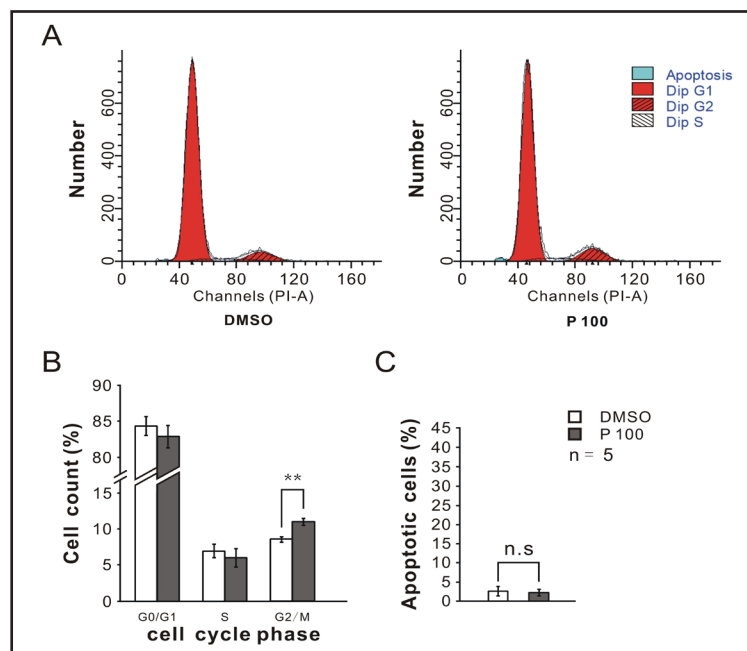 A
Number
600
400
200
0
0 40 80 120 160
Channels (PI-A)
DMSO
Number
600
400
200
0
0 40 80 120 160
Channels (PI-A)
P 100
Apoptosis
Dip G1
Dip G2
Dip S
B
Cell count (%)
90
85
80
15
10
5
0
**
G0/G1 S G2/M
cell cycle phase
C
Apoptotic cells (%)
45
40
35
30
25
20
15
10
5
0
n.s
DMSO
P 100
n = 5